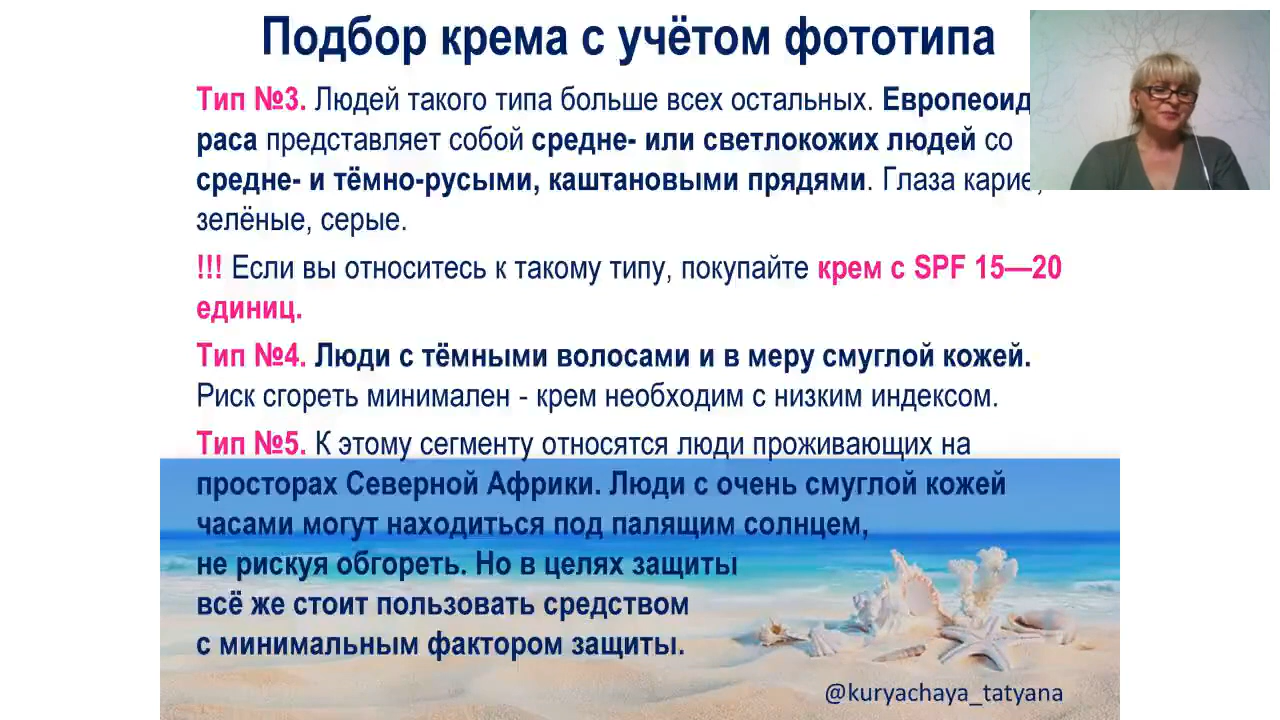 Подбор крема с учётом фототипа
Тип №3. Людей такого типа больше всех остальных. Европеоид
раса представляет собой средне- или светлокожих людей со
средне- и тёмно-русыми, каштановыми прядями. Глаза карие,
зелёные, серые.
!!! Если вы относитесь к такому типу, покупайте крем с SPF 15—20
единиц.
Тип №4. Люди с тёмными волосами и в меру смуглой кожей.
Риск сгореть минимален - крем необходим с низким индексом.
Тип №5. К этому сегменту относятся люди проживающих на
просторах Северной Африки. Люди с очень смуглой кожей
часами могут находиться под палящим солнцем,
не рискуя обгореть. Но в целях защиты
всё же стоит пользовать средством
с минимальным фактором защиты.
@kuryachaya_tatyana